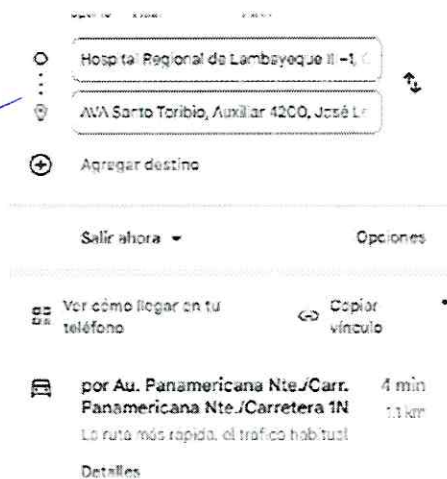 Hospital Regional de Lambayeque II-1,
AVA Santo Toribio, Auxiliar 4200, José Le
Agregar destino
Salir ahora
Opciones
Ver cómo llegar en tu
teléfono
Copiar
vínculo
por Au. Panamericana Nte./Carr.
Panamericana Nte./Carretera 1N
4 min
1.1 km
La ruta más rápida, el tráfico habitual
Detalles